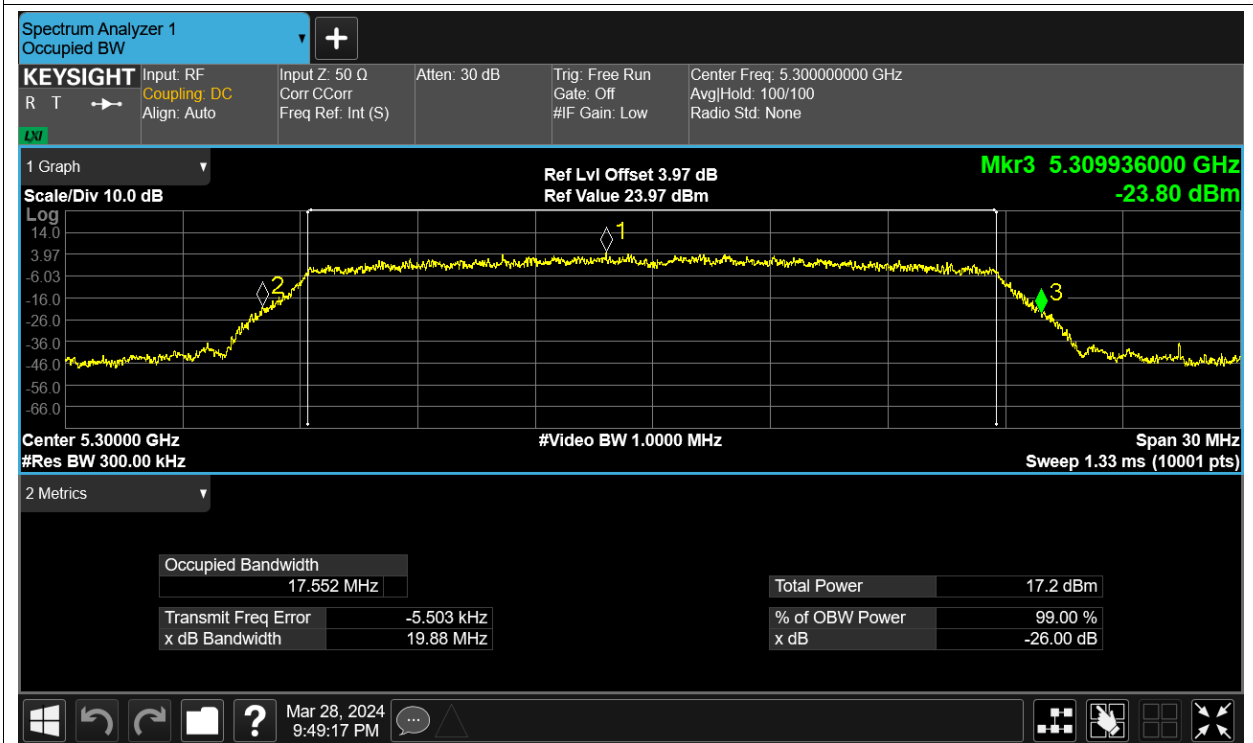 Spectrum Analyzer 1
Occupied BW
▼
+
KEYSIGHT
R T
LXI
Input: RF
Coupling: DC
Align: Auto
Input Z: 50 Ω
Corr CCorr
Freq Ref: Int (S)
Atten: 30 dB
Trig: Free Run
Gate: Off
#IF Gain: Low
Center Freq: 5.300000000 GHz
Avg|Hold: 100/100
Radio Std: None
1 Graph ▼
Scale/Div 10.0 dB
Ref Lvl Offset 3.97 dB
Ref Value 23.97 dBm
Mkr3 5.309936000 GHz
-23.80 dBm
Log
14.0
3.97
-6.03
-16.0
-26.0
-36.0
-46.0
-56.0
-66.0
1
2
3
Center 5.30000 GHz
#Res BW 300.00 kHz
#Video BW 1.0000 MHz
Span 30 MHz
Sweep 1.33 ms (10001 pts)
2 Metrics ▼
Occupied Bandwidth
17.552 MHz
Transmit Freq Error -5.503 kHz
x dB Bandwidth 19.88 MHz
Total Power 17.2 dBm
% of OBW Power 99.00 %
x dB -26.00 dB
?
Mar 28, 2024
9:49:17 PM